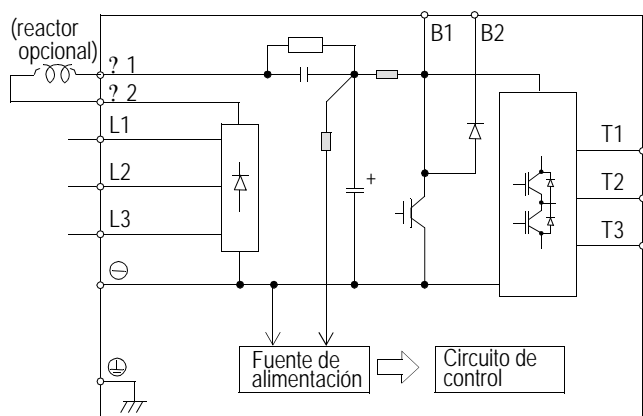 (reactor
opcional)
? 1
? 2
L1
L2
L3
B1
B2
T1
T2
T3
+
Fuente de
alimentación
Circuito de
control